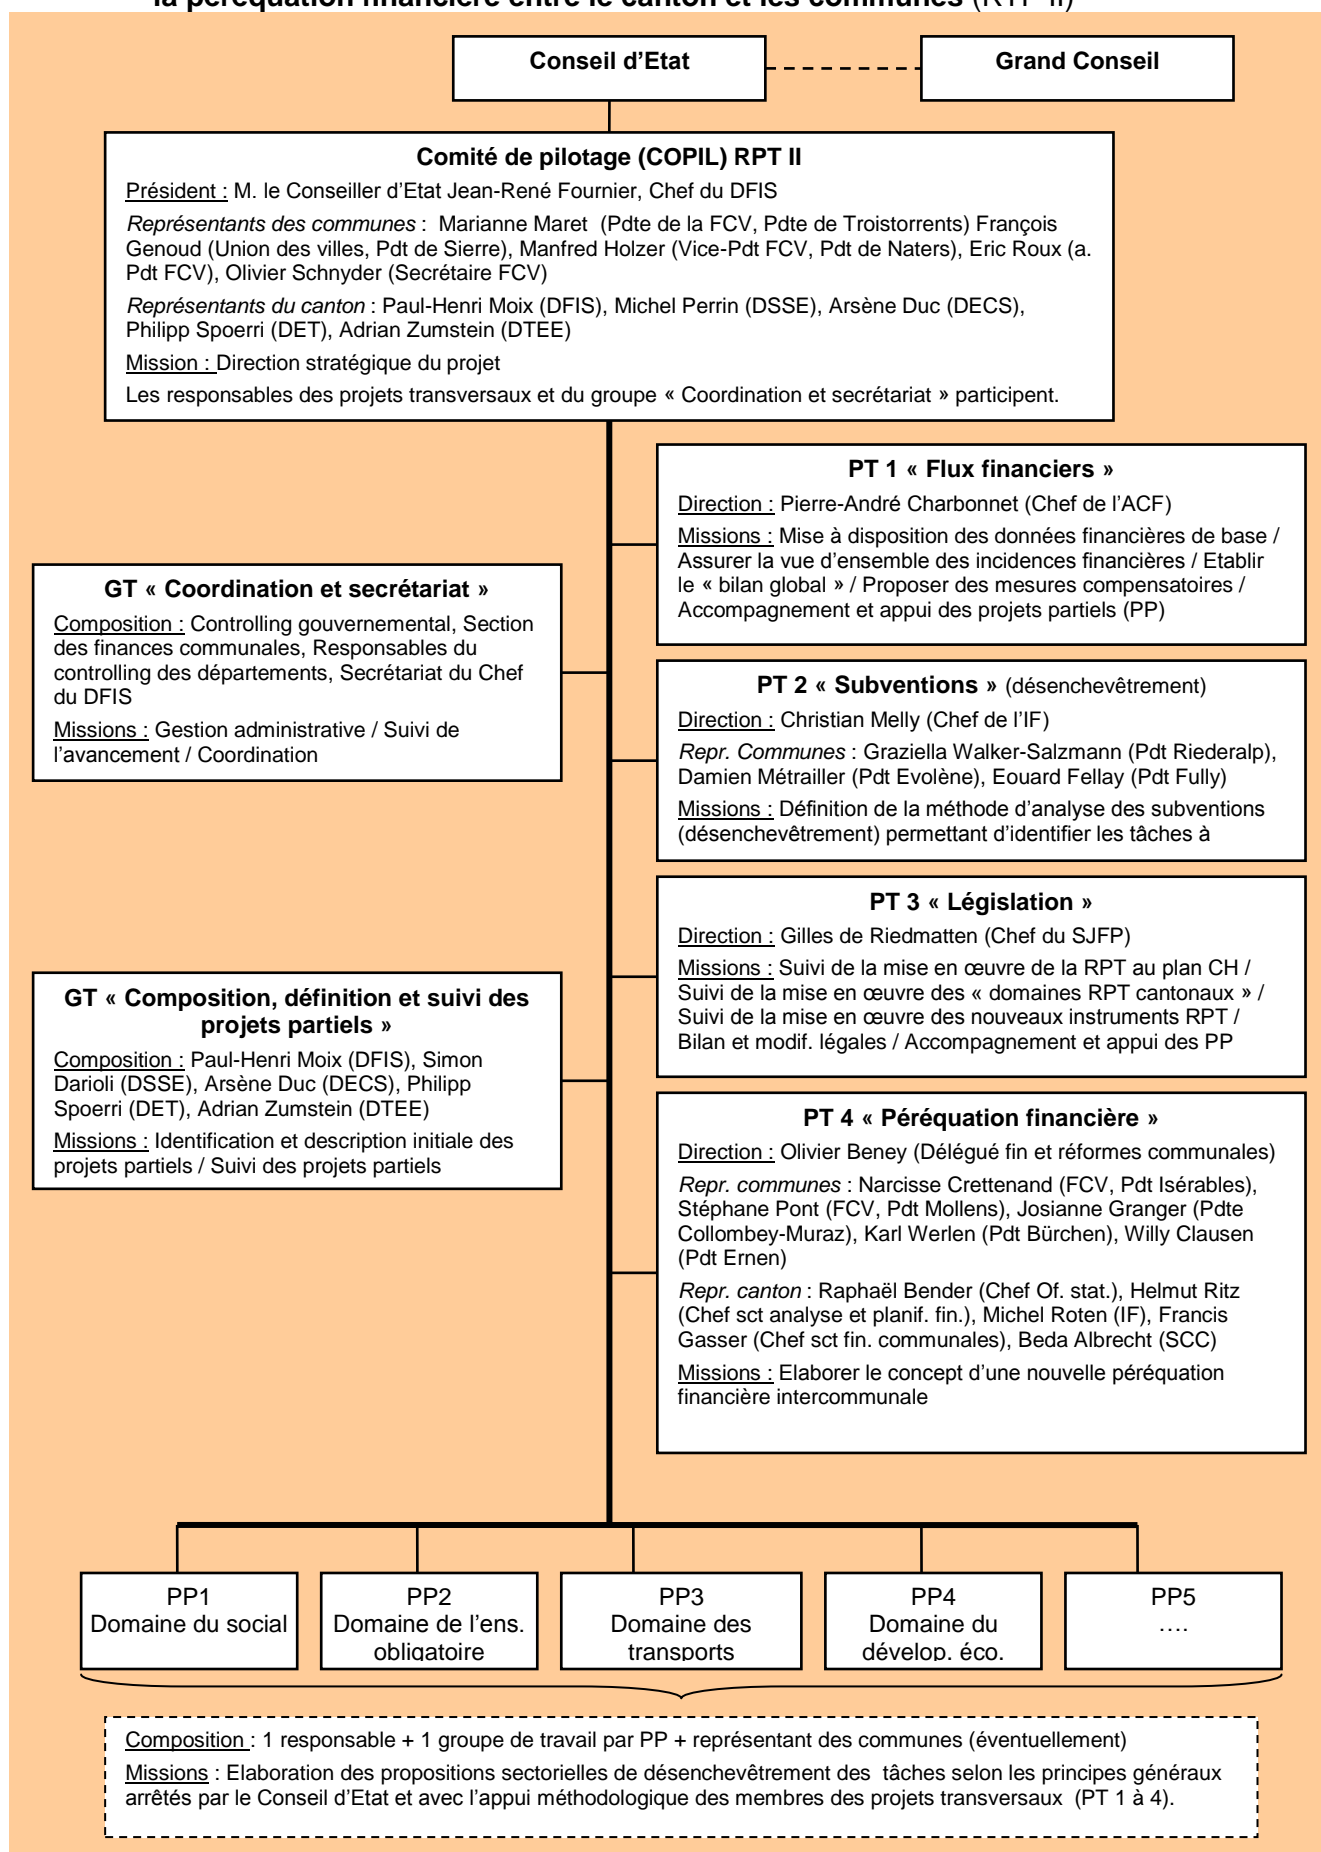 la péréquation financière entre le canton et les communes (RTP II)
Conseil d'Etat
Grand Conseil
Comité de pilotage (COPIL) RPT II
Président : M. le Conseiller d'Etat Jean-René Fournier, Chef du DFIS
Représentants des communes : Marianne Maret (Pdte de la FCV, Pdte de Troistorrents) François
Genoud (Union des villes, Pdt de Sierre), Manfred Holzer (Vice-Pdt FCV, Pdt de Naters), Eric Roux (a.
Pdt FCV), Olivier Schnyder (Secrétaire FCV)
Représentants du canton : Paul-Henri Moix (DFIS), Michel Perrin (DSSE), Arsène Duc (DECS),
Philipp Spoerri (DET), Adrian Zumstein (DTEE)
Mission : Direction stratégique du projet
Les responsables des projets transversaux et du groupe « Coordination et secrétariat » participent.
PT 1 « Flux financiers »
Direction : Pierre-André Charbonnet (Chef de l'ACF)
Missions : Mise à disposition des données financières de base /
Assurer la vue d'ensemble des incidences financières / Etablir
le « bilan global » / Proposer des mesures compensatoires /
Accompagnement et appui des projets partiels (PP)
GT « Coordination et secrétariat »
Composition : Controlling gouvernemental, Section
des finances communales, Responsables du
controlling des départements, Secrétariat du Chef
du DFIS
Missions : Gestion administrative / Suivi de
l'avancement / Coordination
PT 2 « Subventions » (désenchevêtrement)
Direction : Christian Melly (Chef de l'IF)
Repr. Communes : Graziella Walker-Salzmann (Pdt Riederalp),
Damien Métrailler (Pdt Evolène), Eouard Fellay (Pdt Fully)
Missions : Définition de la méthode d'analyse des subventions
(désenchevêtrement) permettant d'identifier les tâches à
PT 3 « Législation »
Direction : Gilles de Riedmatten (Chef du SJFP)
Missions : Suivi de la mise en œuvre de la RPT au plan CH /
Suivi de la mise en œuvre des « domaines RPT cantonaux » /
Suivi de la mise en œuvre des nouveaux instruments RPT /
Bilan et modif. légales / Accompagnement et appui des PP
GT « Composition, définition et suivi des
projets partiels »
Composition : Paul-Henri Moix (DFIS), Simon
Darioli (DSSE), Arsène Duc (DECS), Philipp
Spoerri (DET), Adrian Zumstein (DTEE)
Missions : Identification et description initiale des
projets partiels / Suivi des projets partiels
PT 4 « Péréquation financière »
Direction : Olivier Beney (Délégué fin et réformes communales)
Repr. communes : Narcisse Crettenand (FCV, Pdt Isérables),
Stéphane Pont (FCV, Pdt Mollens), Josianne Granger (Pdte
Collombey-Muraz), Karl Werlen (Pdt Bürchen), Willy Clausen
(Pdt Ernen)
Repr. canton : Raphaël Bender (Chef Of. stat.), Helmut Ritz
(Chef sct analyse et planif. fin.), Michel Roten (IF), Francis
Gasser (Chef sct fin. communales), Beda Albrecht (SCC)
Missions : Elaborer le concept d'une nouvelle péréquation
financière intercommunale
PP1
Domaine du social
PP2
Domaine de l'ens.
obligatoire
PP3
Domaine des
transports
PP4
Domaine du
dévelop. éco.
PP5
….
Composition : 1 responsable + 1 groupe de travail par PP + représentant des communes (éventuellement)
Missions : Elaboration des propositions sectorielles de désenchevêtrement des tâches selon les principes généraux
arrêtés par le Conseil d'Etat et avec l'appui méthodologique des membres des projets transversaux (PT 1 à 4).